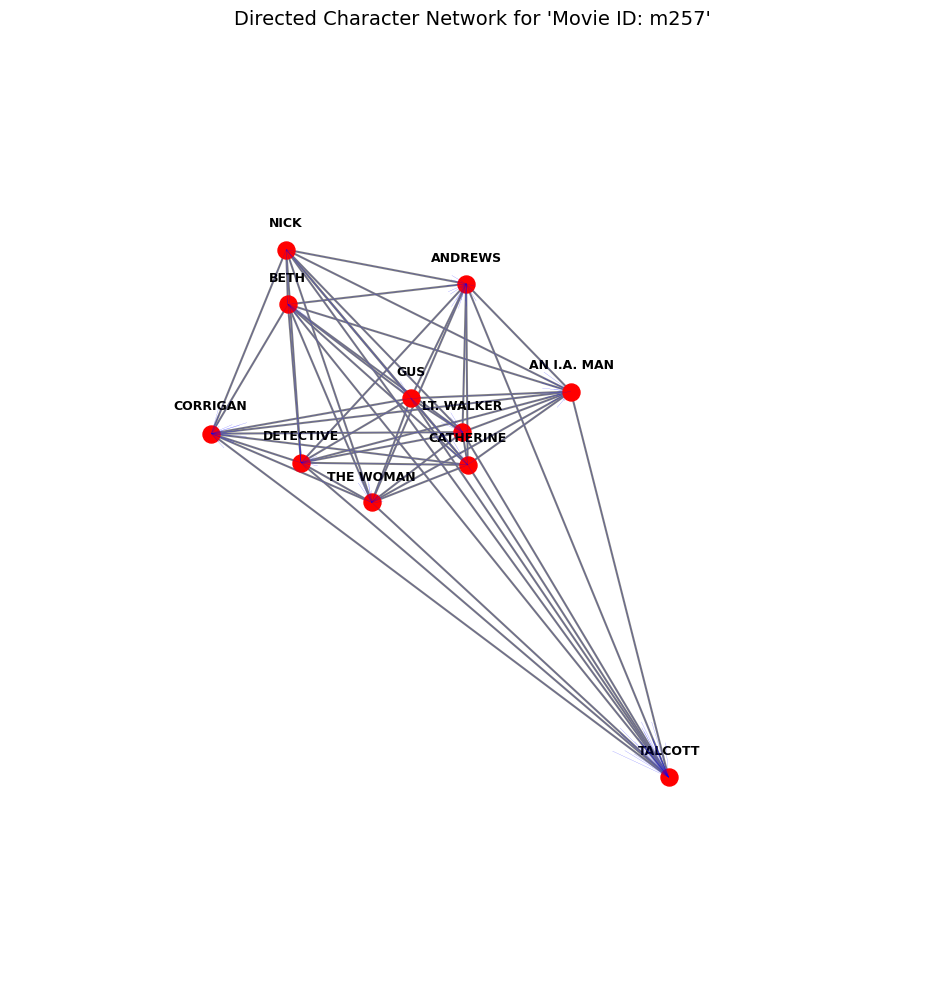 Directed Character Network for 'Movie ID: m257'
NICK
ANDREWS
BETH
AN I.A. MAN
GUS
CORRIGAN
LT. WALKER
DETECTIVE
CATHERINE
THE WOMAN
TALCOTT